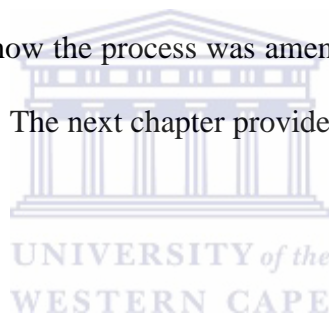 how the process was amen
The next chapter provide
UNIVERSITY of the
WESTERN CAPE